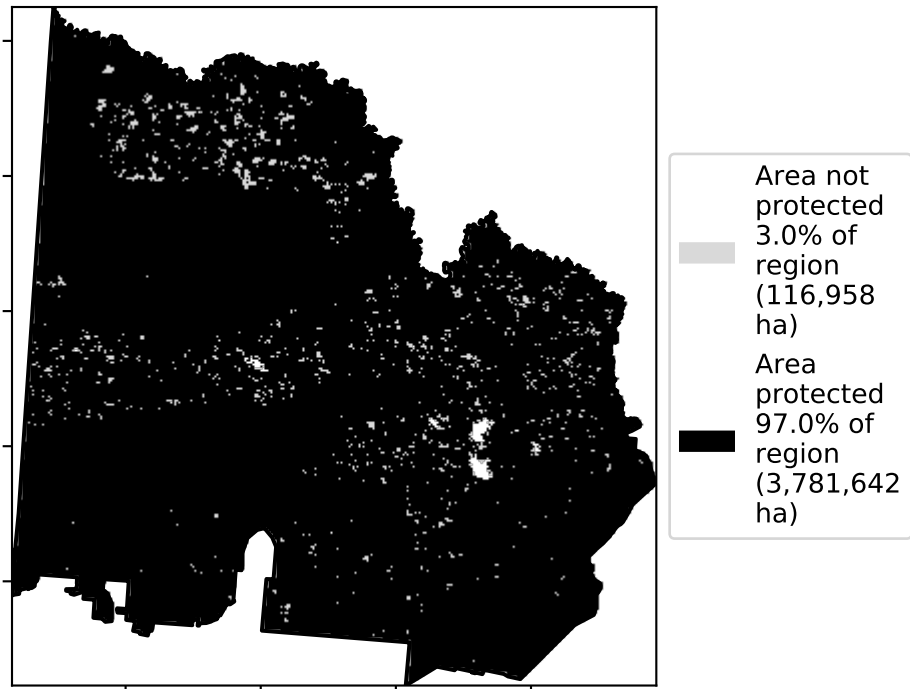 Area not
protected
3.0% of
region
(116,958
ha)
Area
protected
97.0% of
region
(3,781,642
ha)